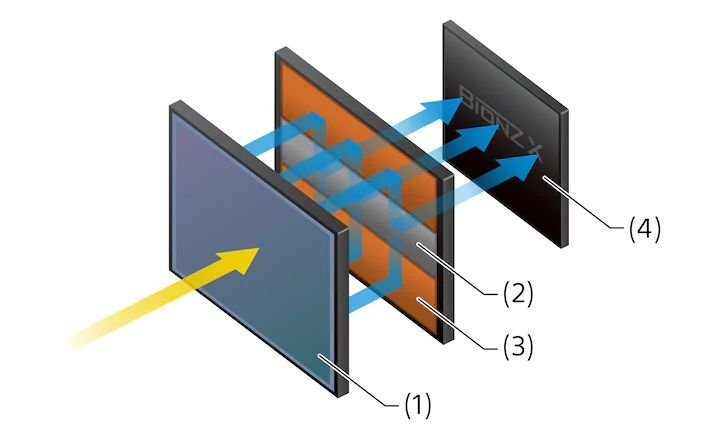 BIONZ X
(4)
(2)
(3)
(1)